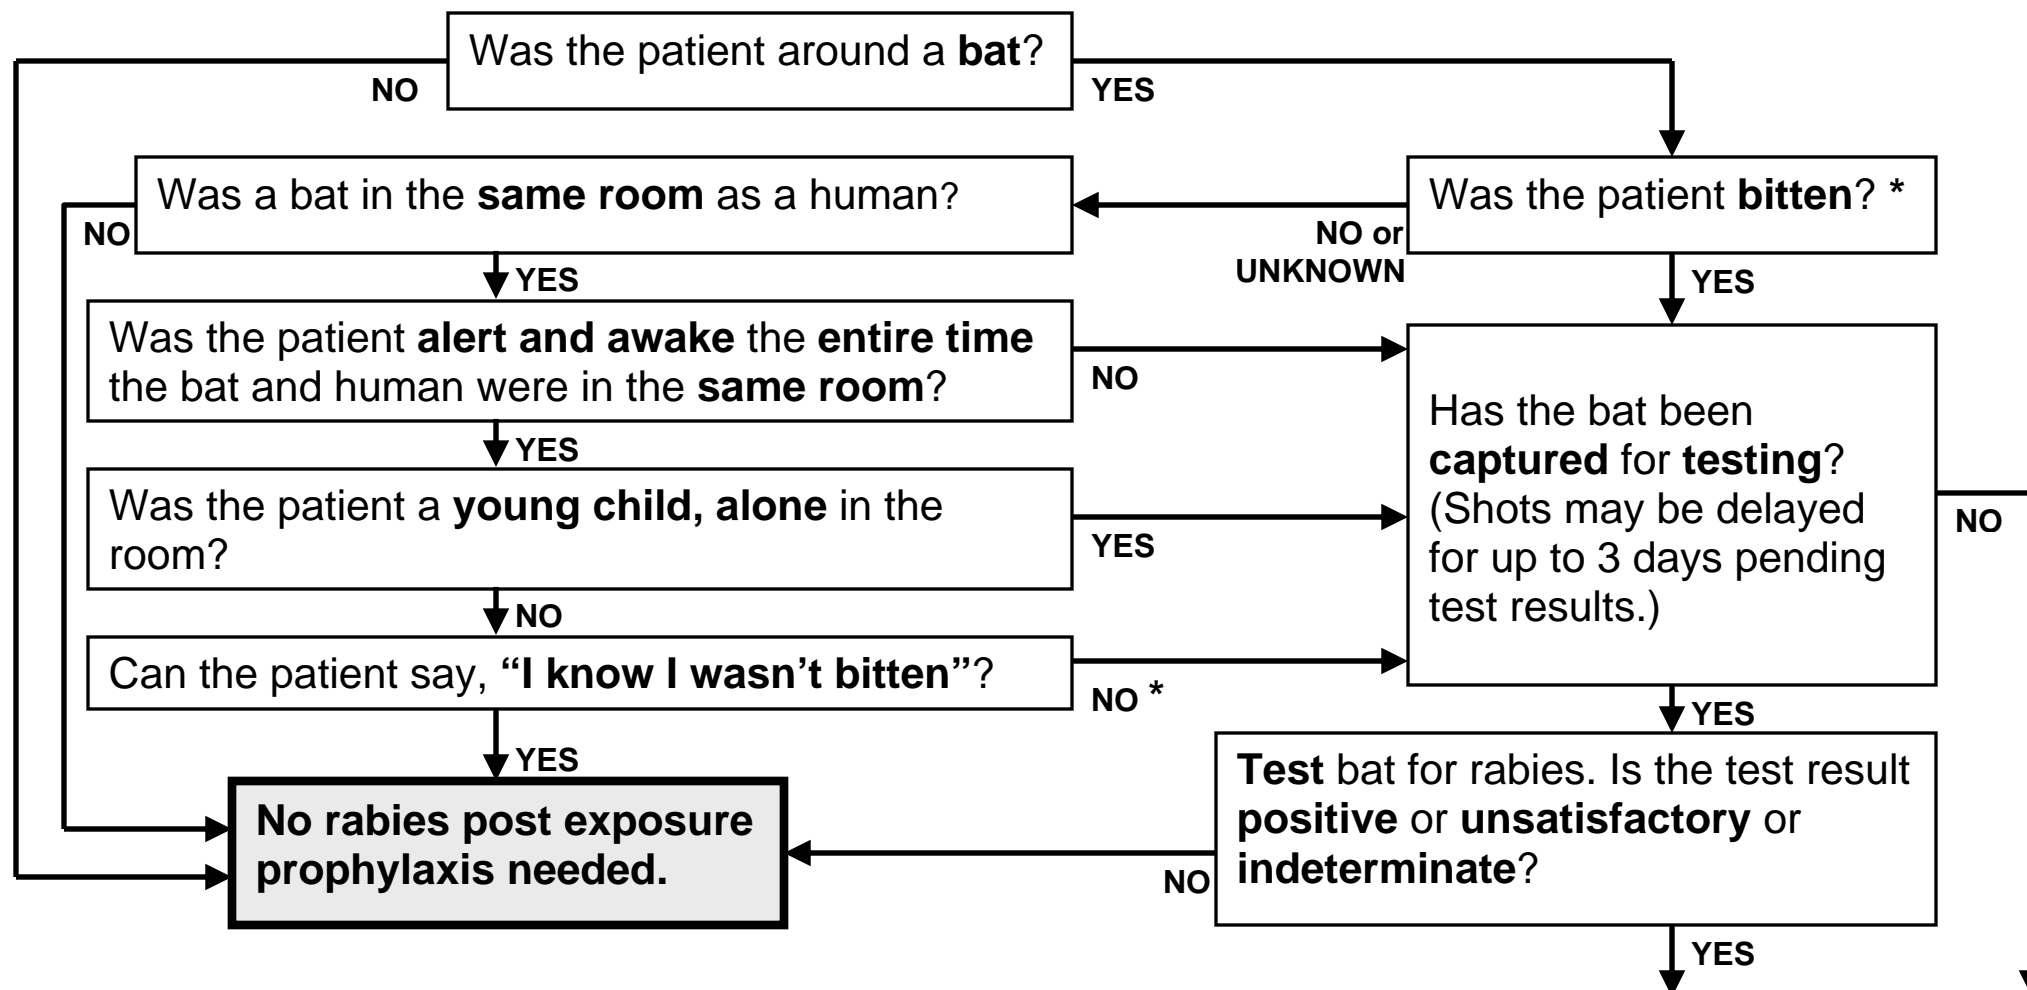 Was the patient around a bat?
NO
YES
Was a bat in the same room as a human?
Was the patient bitten? *
NO
NO or
UNKNOWN
YES
YES
Was the patient alert and awake the entire time
the bat and human were in the same room?
NO
YES
Has the bat been
captured for testing?
(Shots may be delayed
for up to 3 days pending
test results.)
NO
Was the patient a young child, alone in the
room?
YES
NO
Can the patient say, “I know I wasn’t bitten”?
NO *
YES
YES
Test bat for rabies. Is the test result
positive or unsatisfactory or
indeterminate?
No rabies post exposure
prophylaxis needed.
NO
YES